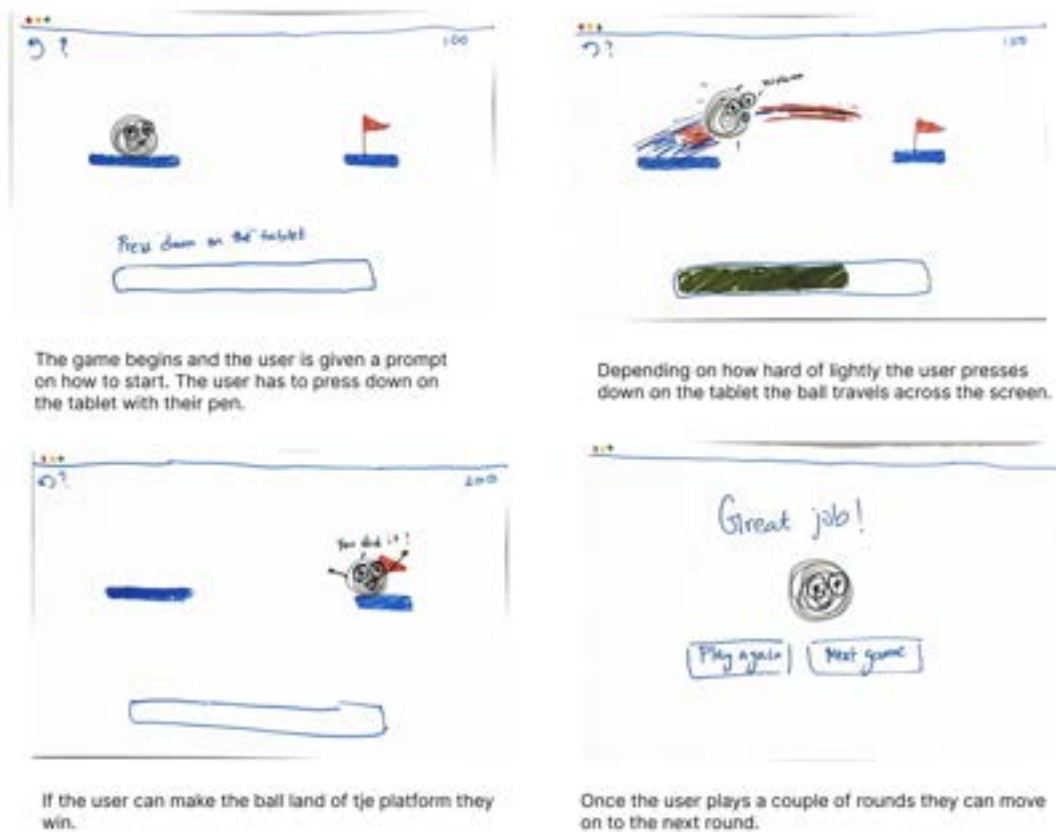 ?
100
Press down on the tablet
The game begins and the user is given a prompt
on how to start. The user has to press down on
the tablet with their pen.
?
Depending on how hard of lightly the user presses
down on the tablet the ball travels across the screen.
?
200
You did it!
If the user can make the ball land of tje platform they
win.
Great job!
Play again
Next game
Once the user plays a couple of rounds they can move
on to the next round.